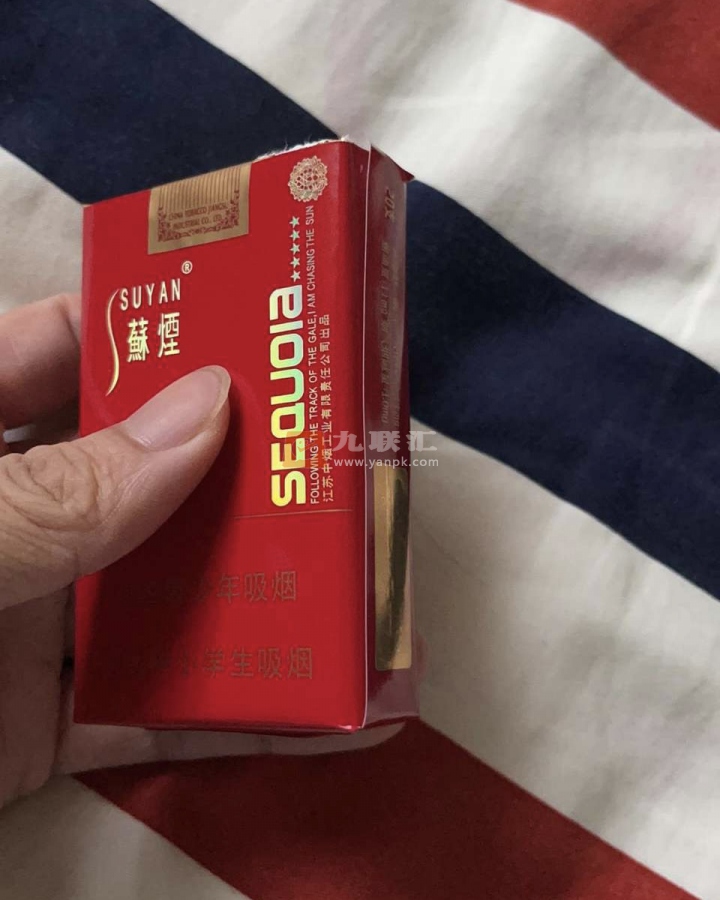 CHINA TOBACCO JIANGSU
INDUSTRIAL CO., LTD.
SUYAN®
蘇煙
SEQUOIA ★★★★★
FOLLOWING THE TRACK OF THE GALE,I AM CHASING THE SUN
江苏中烟工业有限责任公司出品
年吸烟
学生吸烟
九联汇
www.yanpk.com